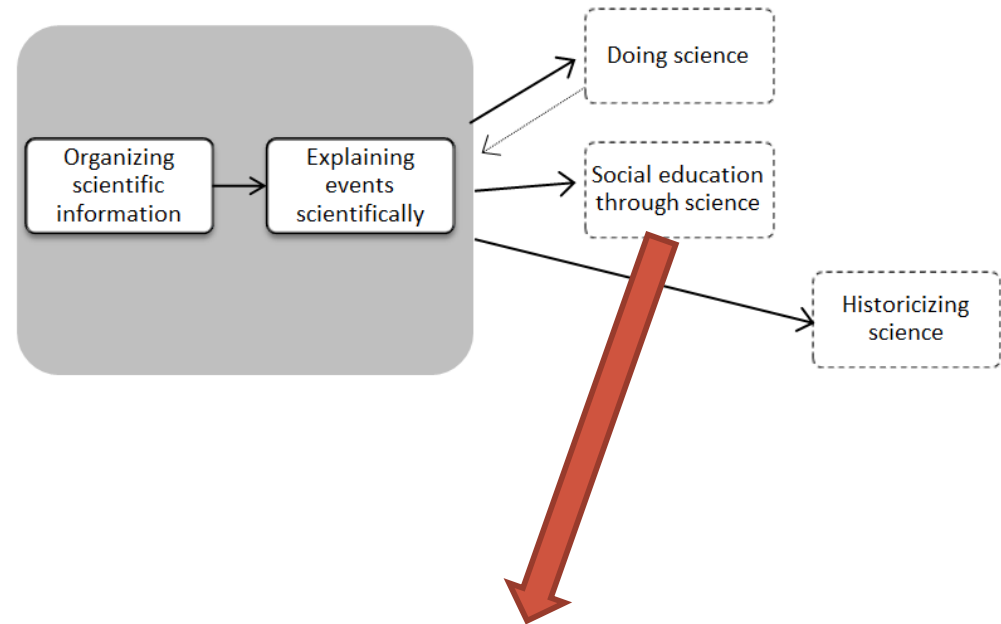 Doing science
Organizing
scientific
information
Explaining
events
scientifically
Social education
through science
Historicizing
science